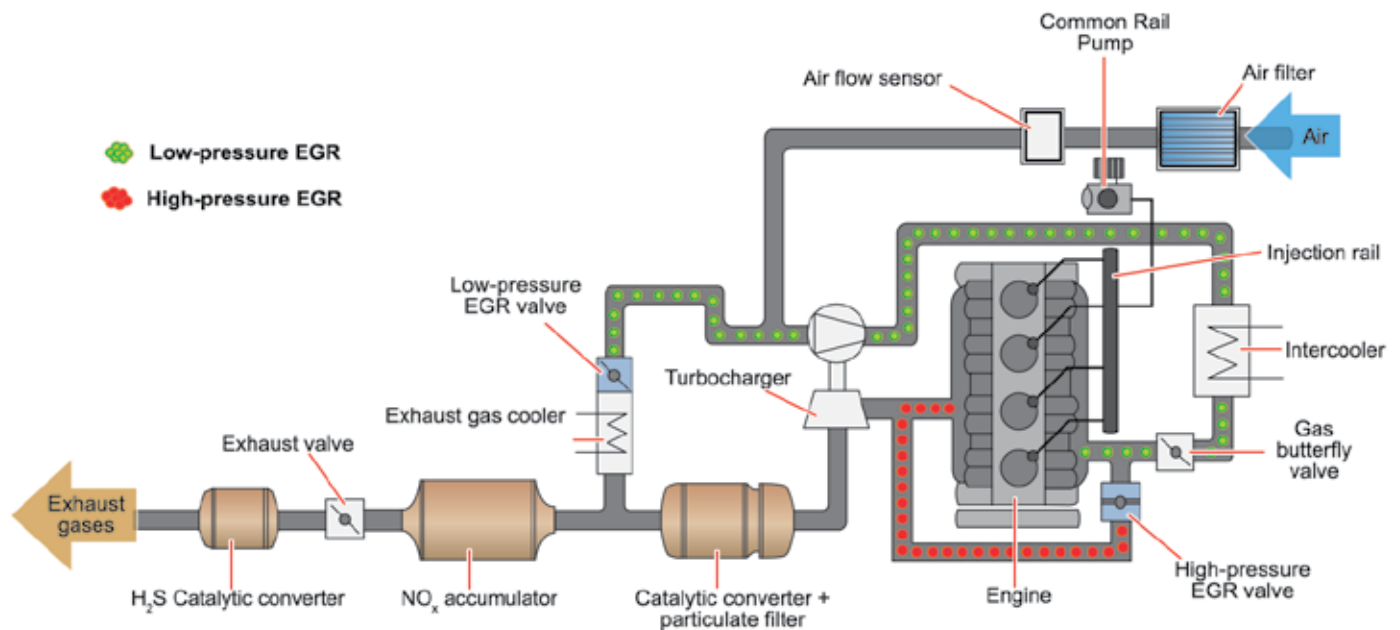 Common Rail
Pump
Air flow sensor
Air filter
Air
Low-pressure EGR
High-pressure EGR
Injection rail
Low-pressure
EGR valve
Intercooler
Turbocharger
Exhaust gas cooler
Exhaust valve
Gas
butterfly
valve
Exhaust
gases
H₂S Catalytic converter
NOₓ accumulator
Catalytic converter +
particulate filter
Engine
High-pressure
EGR valve